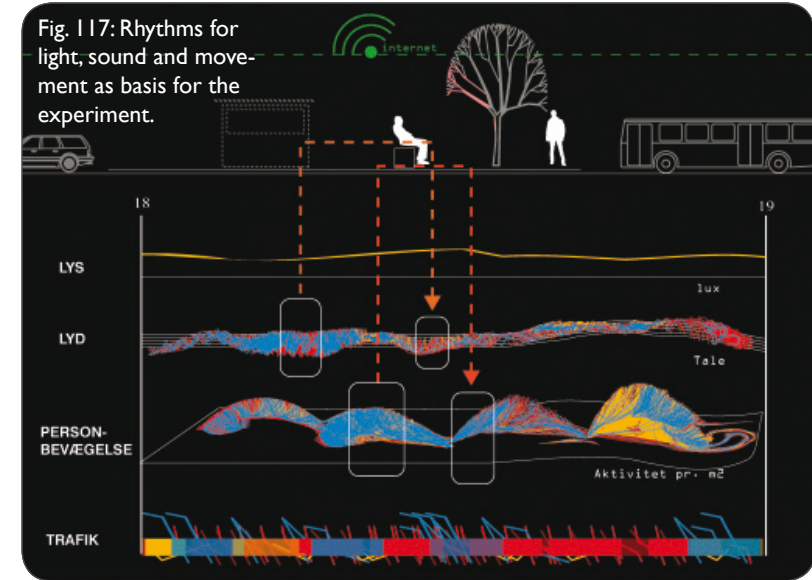 Fig. 117: Rhythms for
light, sound and move-
ment as basis for the
experiment.
internet
18
19
LYS
lux
LYD
Tale
PERSON-
BEVÆGELSE
Aktivitet pr. m2
TRAFIK